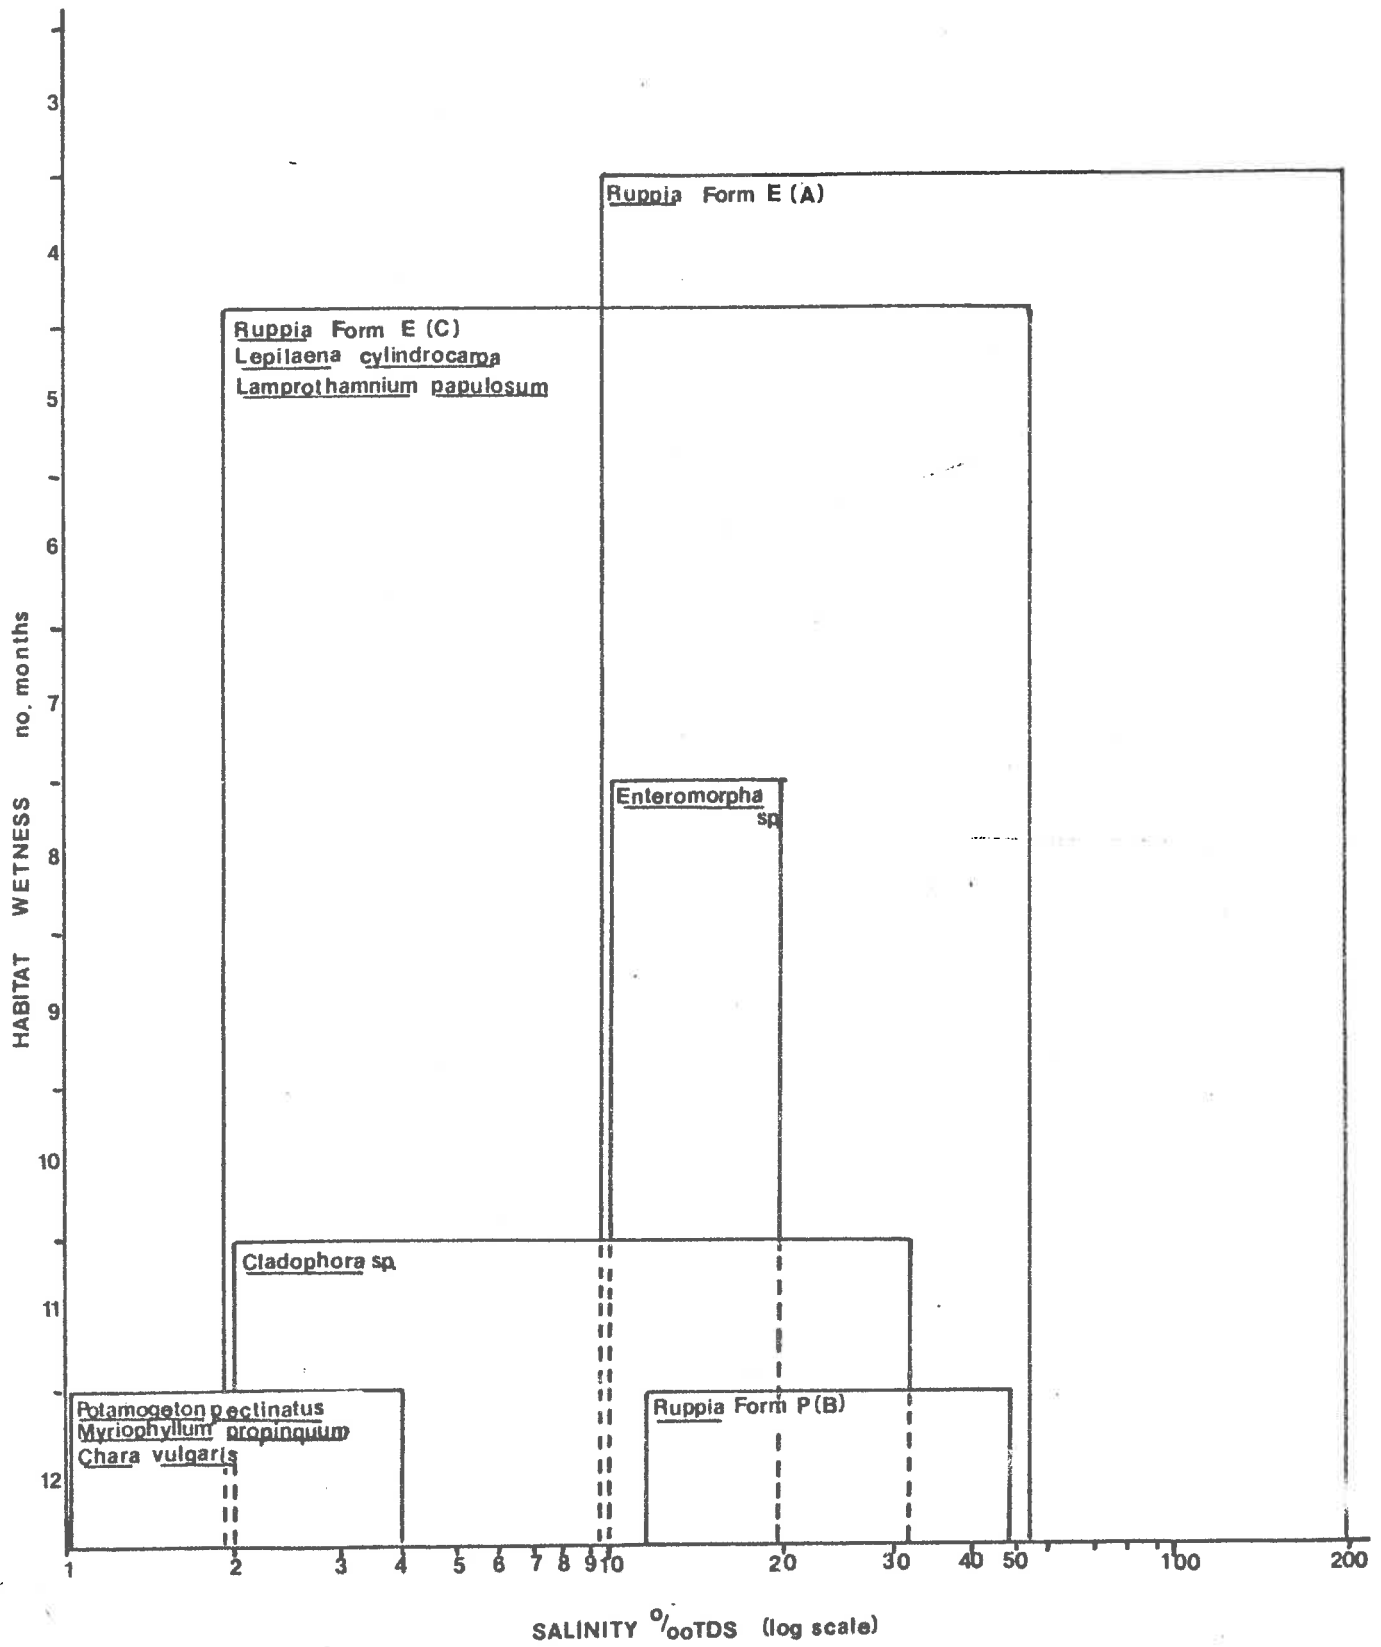 3
4
5
6
7
8
9
10
11
12
HABITAT WETNESS no. months
Ruppia Form E (A)
Ruppia Form E (C)
Lepilaena cylindrocarpa
Lamprothamnium papulosum
Enteromorpha
sp
Cladophora sp.
Potamogeton pectinatus
Myriophyllum propinquum
Chara vulgaris
Ruppia Form P (B)
1 2 3 4 5 6 7 8 9 10 20 30 40 50 100 200
SALINITY ‰TDS (log scale)